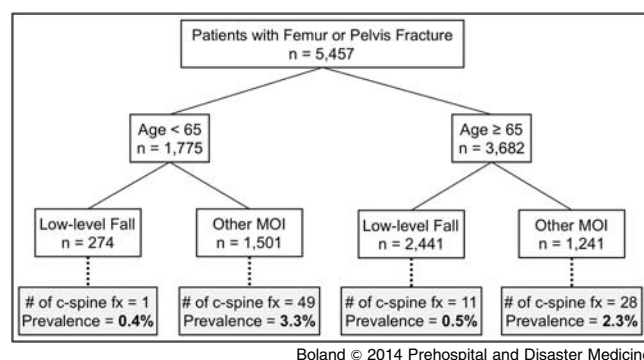 Patients with Femur or Pelvis Fracture
n = 5,457
Age < 65
n = 1,775
Age ≥ 65
n = 3,682
Low-level Fall
n = 274
Other MOI
n = 1,501
Low-level Fall
n = 2,441
Other MOI
n = 1,241
# of c-spine fx = 1
Prevalence = 0.4%
# of c-spine fx = 49
Prevalence = 3.3%
# of c-spine fx = 11
Prevalence = 0.5%
# of c-spine fx = 28
Prevalence = 2.3%
Boland © 2014 Prehospital and Disaster Medicine